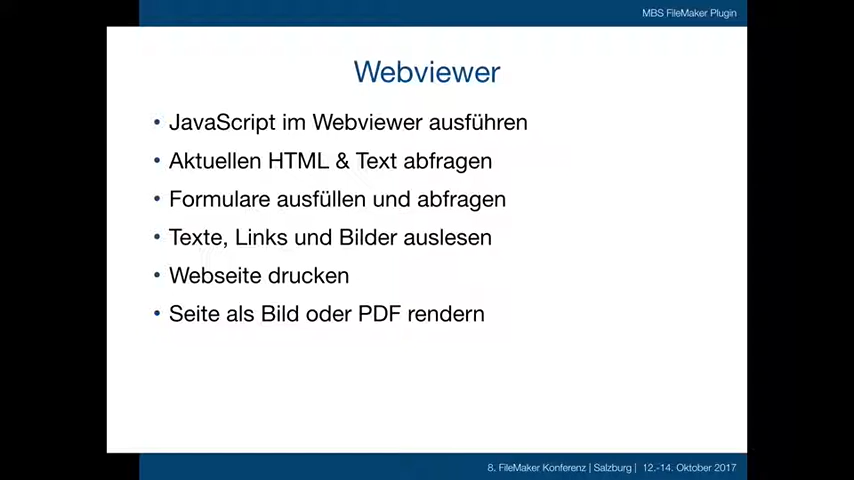 MBS FileMaker Plugin
Webviewer
• JavaScript im Webviewer ausführen
• Aktuellen HTML & Text abfragen
• Formulare ausfüllen und abfragen
• Texte, Links und Bilder auslesen
• Webseite drucken
• Seite als Bild oder PDF rendern
8. FileMaker Konferenz | Salzburg | 12.-14. Oktober 2017